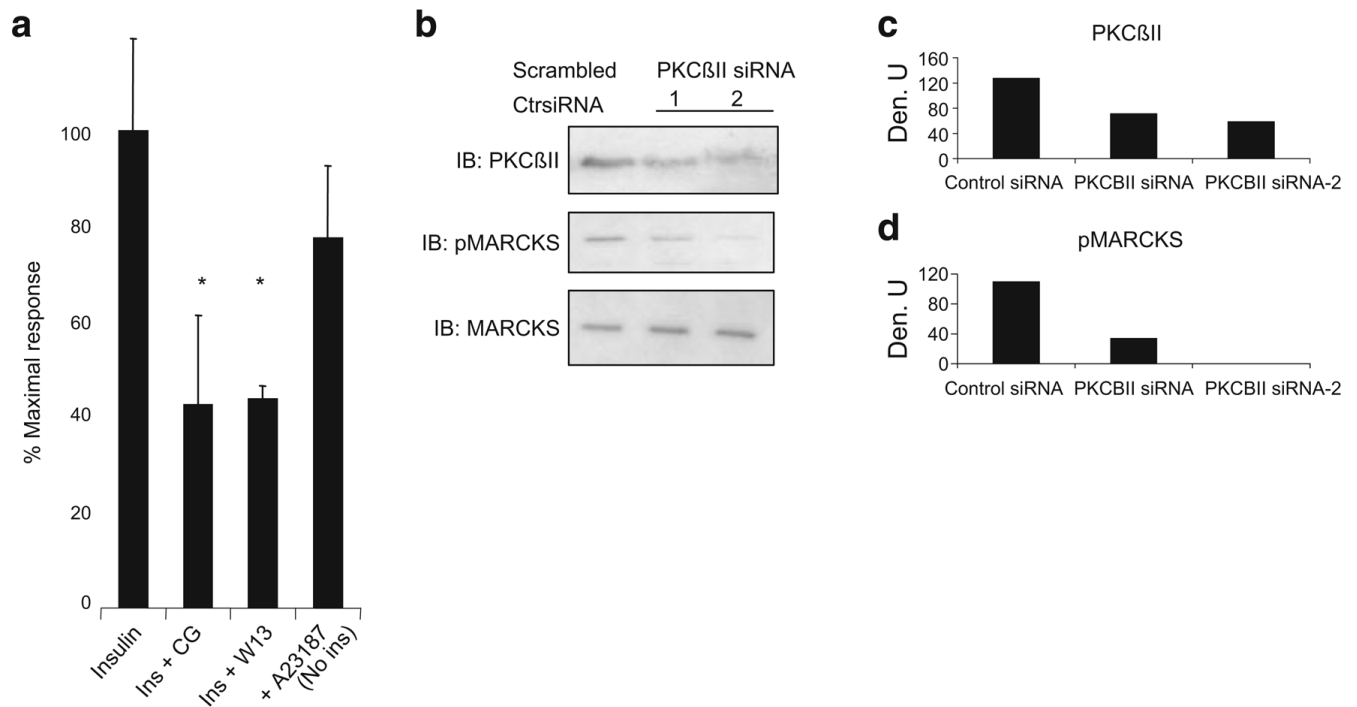 a
% Maximal response
100
80
60
40
20
0
*
*
Insulin
Ins + CG
Ins + W13
+ A23187
(No ins)
b
Scrambled PKCßII siRNA
CtrsiRNA 1 2
IB: PKCßII
IB: pMARCKS
IB: MARCKS
c
PKCßII
Den. U
160
120
80
40
0
Control siRNA PKCBII siRNA PKCBII siRNA-2
d
pMARCKS
Den. U
120
80
40
0
Control siRNA PKCBII siRNA PKCBII siRNA-2